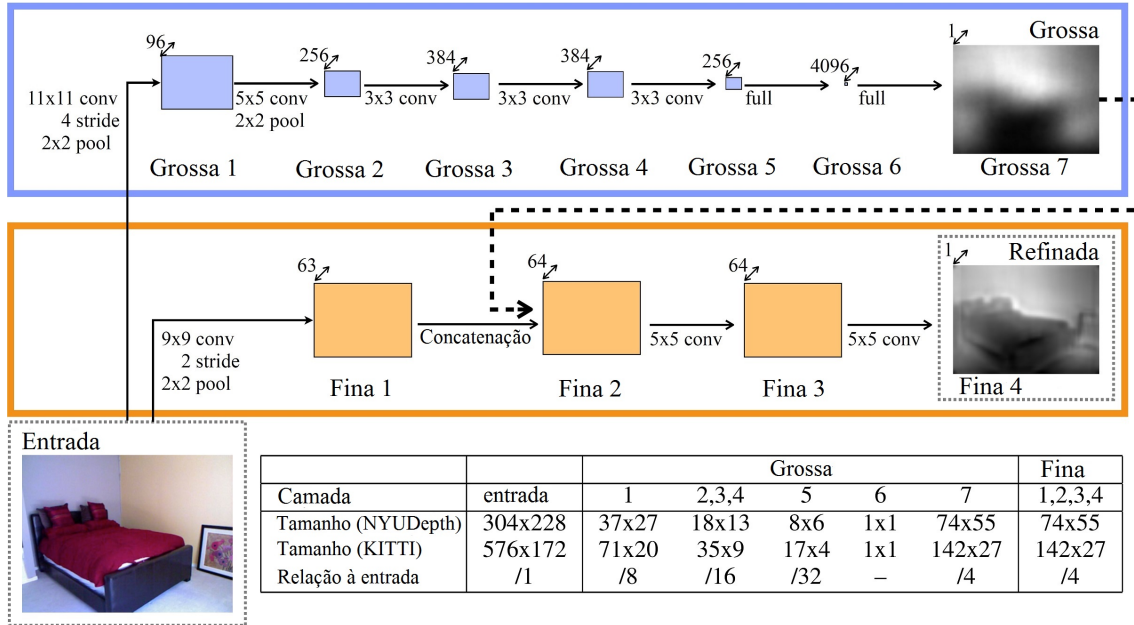 Grossa
1
96
256
384
384
256
4096
11x11 conv
4 stride
2x2 pool
5x5 conv
2x2 pool
3x3 conv
3x3 conv
3x3 conv
full
full
Grossa 1
Grossa 2
Grossa 3
Grossa 4
Grossa 5
Grossa 6
Grossa 7
Refinada
1
63
64
64
9x9 conv
2 stride
2x2 pool
Concatenação
5x5 conv
5x5 conv
Fina 1
Fina 2
Fina 3
Fina 4
Entrada
Grossa Fina
Camada entrada 1 2,3,4 5 6 7 1,2,3,4
Tamanho (NYUDepth) 304x228 37x27 18x13 8x6 1x1 74x55 74x55
Tamanho (KITTI) 576x172 71x20 35x9 17x4 1x1 142x27 142x27
Relação à entrada /1 /8 /16 /32 – /4 /4